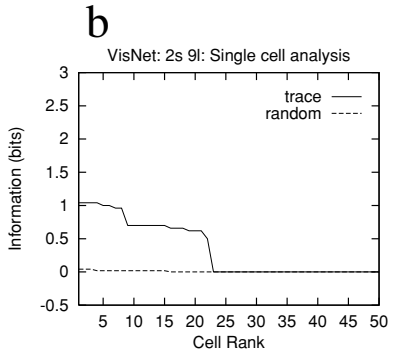 b
VisNet: 2s 9l: Single cell analysis
3
2.5
2
1.5
1
0.5
0
-0.5
Information (bits)
trace
random
5 10 15 20 25 30 35 40 45 50
Cell Rank